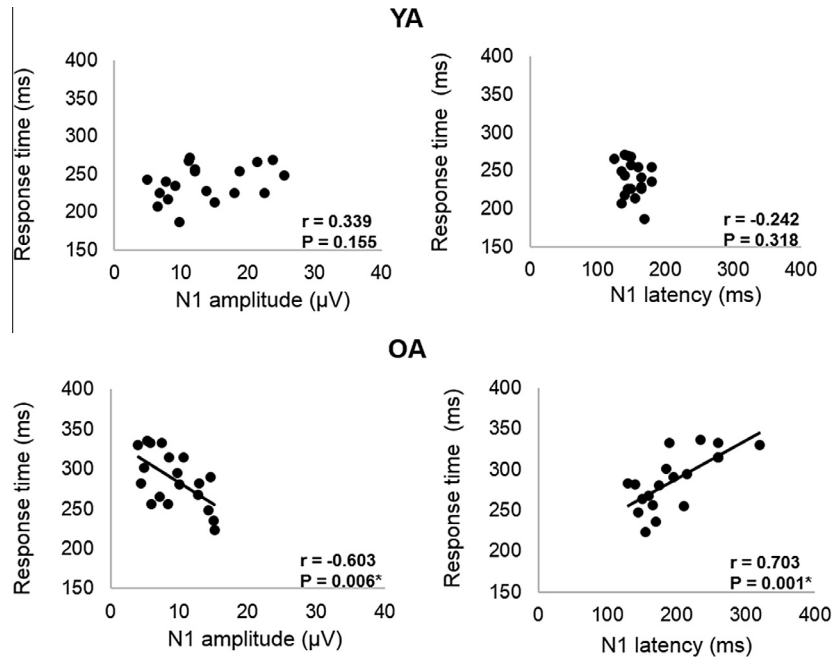 YA
Response time (ms)
400
350
300
250
200
150
0 10 20 30 40
N1 amplitude (µV)
r = 0.339
P = 0.155
Response time (ms)
400
350
300
250
200
150
0 100 200 300 400
N1 latency (ms)
r = -0.242
P = 0.318
OA
Response time (ms)
400
350
300
250
200
150
0 10 20 30 40
N1 amplitude (µV)
r = -0.603
P = 0.006*
Response time (ms)
400
350
300
250
200
150
0 100 200 300 400
N1 latency (ms)
r = 0.703
P = 0.001*